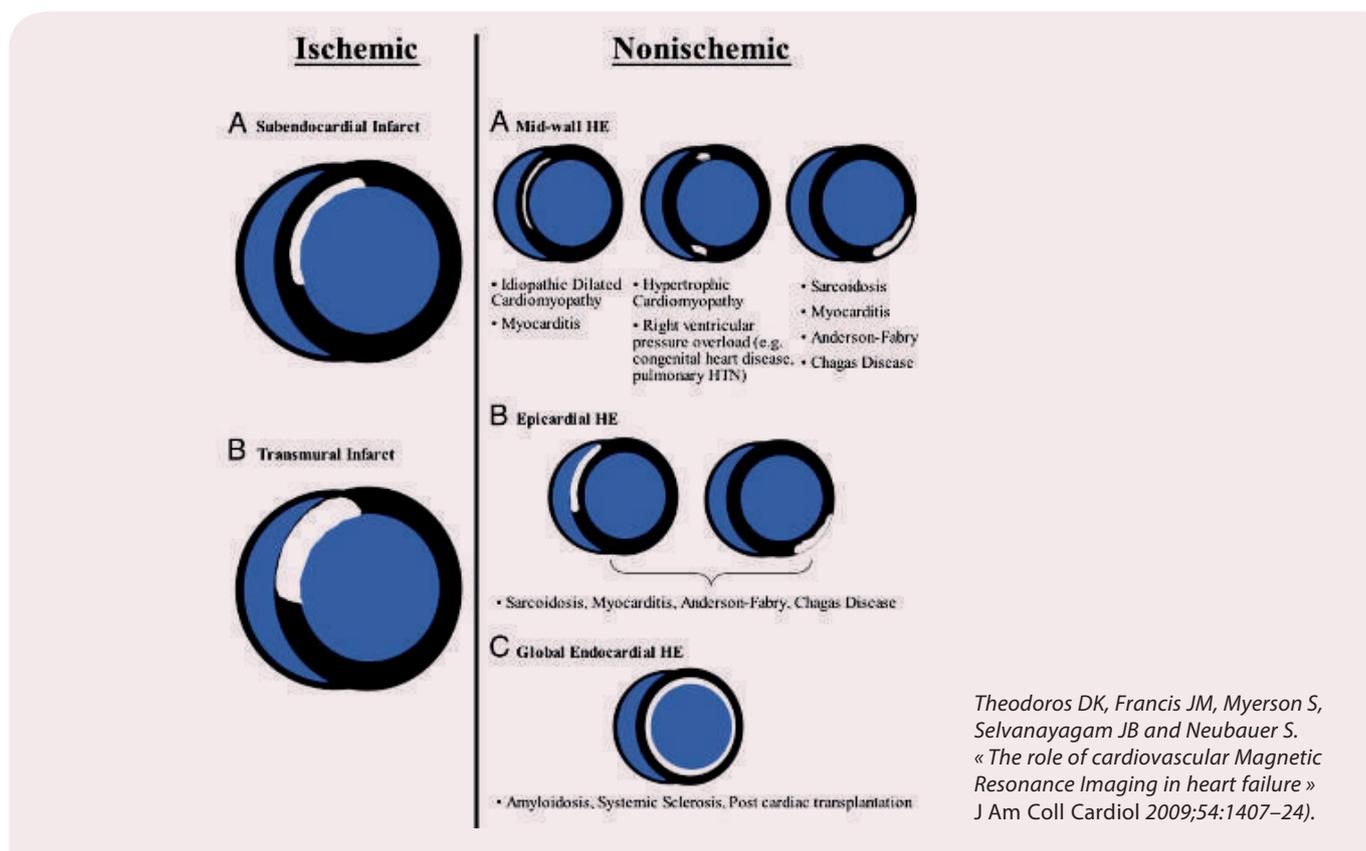 Ischemic
A Subendocardial Infarct
B Transmural Infarct
Nonischemic
A Mid-wall HE
• Idiopathic Dilated
Cardiomyopathy
• Myocarditis
• Hypertrophic
Cardiomyopathy
• Right ventricular
pressure overload (e.g.
congenital heart disease,
pulmonary HTN)
• Sarcoidosis
• Myocarditis
• Anderson-Fabry
• Chagas Disease
B Epicardial HE
• Sarcoidosis, Myocarditis, Anderson-Fabry, Chagas Disease
C Global Endocardial HE
• Amyloidosis, Systemic Sclerosis, Post cardiac transplantation
Theodoros DK, Francis JM, Myerson S,
Selvanayagam JB and Neubauer S.
« The role of cardiovascular Magnetic
Resonance Imaging in heart failure »
J Am Coll Cardiol 2009;54:1407–24).